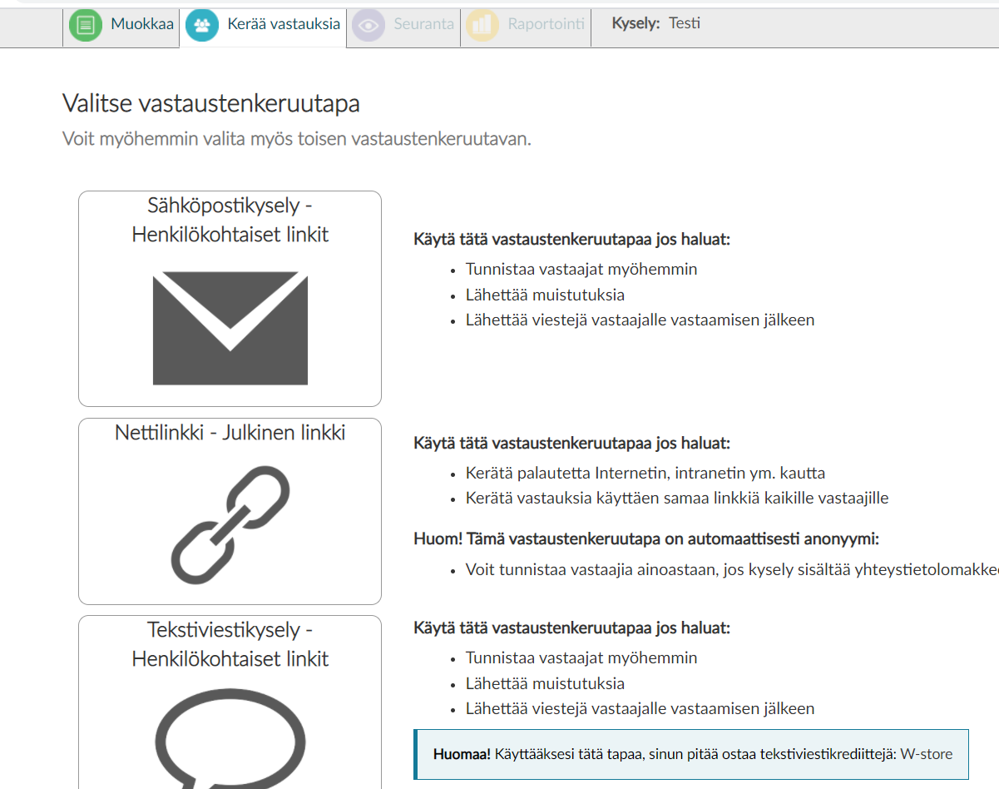 Muokkaa Kerää vastauksia Seuranta Raportointi Kysely: Testi
Valitse vastaustenkeruutapa
Voit myöhemmin valita myös toisen vastaustenkeruutavan.
Sähköpostikysely -
Henkilökohtaiset linkit
Käytä tätä vastaustenkeruutapaa jos haluat:
• Tunnistaa vastaajat myöhemmin
• Lähettää muistutuksia
• Lähettää viestejä vastaajalle vastaamisen jälkeen
Nettilinkki - Julkinen linkki
Käytä tätä vastaustenkeruutapaa jos haluat:
• Kerätä palautetta Internetin, intranetin ym. kautta
• Kerätä vastauksia käyttäen samaa linkkiä kaikille vastaajille
Huom! Tämä vastaustenkeruutapa on automaattisesti anonyymi:
• Voit tunnistaa vastaajia ainoastaan, jos kysely sisältää
Tekstiviestikysely -
Henkilökohtaiset linkit
Käytä tätä vastaustenkeruutapaa jos haluat:
• Tunnistaa vastaajat myöhemmin
• Lähettää muistutuksia
• Lähettää viestejä vastaajalle vastaamisen jälkeen
Huomaa! Käyttääksesi tätä tapaa, sinun pitää ostaa tekstiviestikrediittejä: W-store